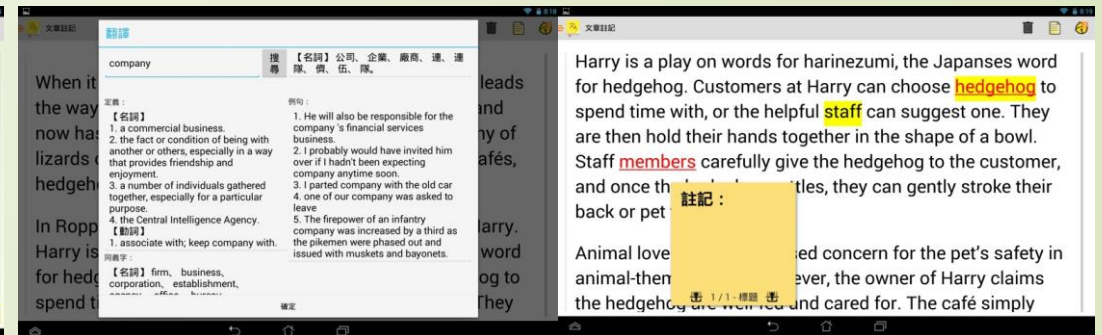 8:18
文章註記
翻譯
company
搜尋
【名詞】公司、 企業、 廠商、 連、 連
隊、 儕、 伍、 隊。
定義：
【名詞】
1. a commercial business.
2. the fact or condition of being with
another or others, especially in a way
that provides friendship and
enjoyment.
3. a number of individuals gathered
together, especially for a particular
purpose.
4. the Central Intelligence Agency.
【動詞】
1. associate with; keep company with.
同義字：
【名詞】firm、 business、
corporation、 establishment、
agency、 office、 bureau
例句：
1. He will also be responsible for the
company 's financial services
business.
2. I probably would have invited him
over if I hadn't been expecting
company anytime soon.
3. I parted company with the old car
4. one of our company was asked to
leave
5. The firepower of an infantry
company was increased by a third as
the pikemen were phased out and
issued with muskets and bayonets.
確定
When it leads
the way and
now has ny of
lizards afés,
hedgeh
In Ropp arry.
Harry is word
for hedg og to
spend ti They
8:19
文章註記
Harry is a play on words for harinezumi, the Japanses word
for hedgehog. Customers at Harry can choose hedgehog to
spend time with, or the helpful staff can suggest one. They
are then hold their hands together in the shape of a bowl.
Staff members carefully give the hedgehog to the customer,
and once th ttles, they can gently stroke their
back or pet
註記：
1 / 1 - 標題
Animal love sed concern for the pet's safety in
animal-them ever, the owner of Harry claims
the hedgehog are well fed and cared for. The café simply